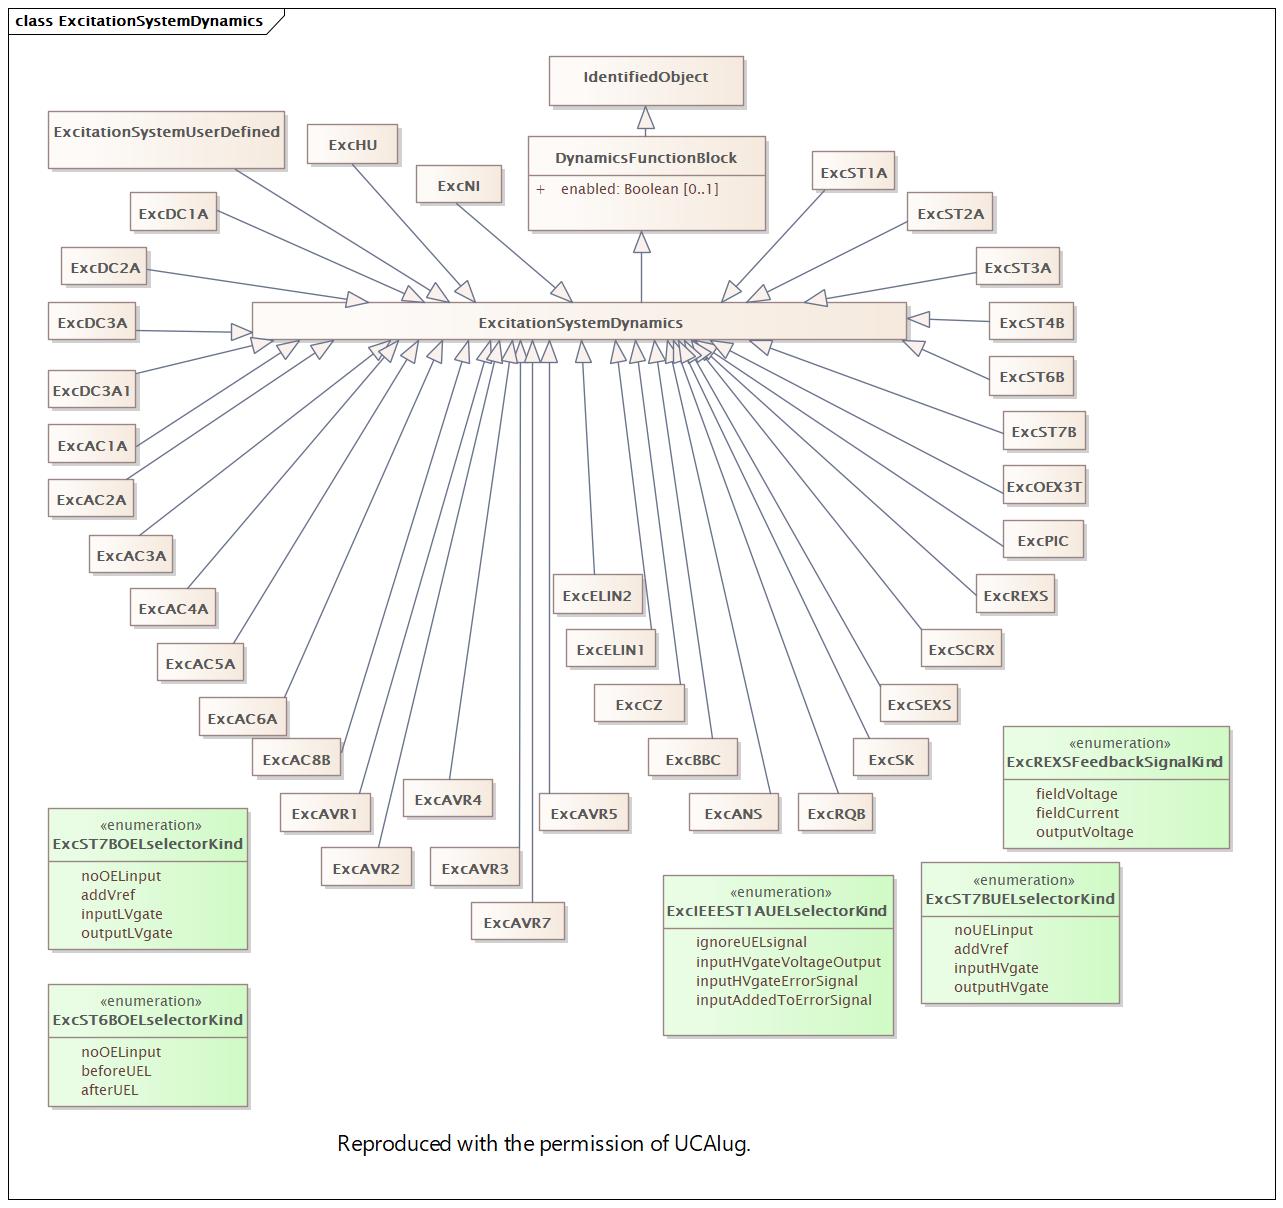 class ExcitationSystemDynamics
IdentifiedObject
ExcitationSystemUserDefined
ExcHU
DynamicsFunctionBlock
+ enabled: Boolean [0..1]
ExcNI
ExcST1A
ExcDC1A
ExcST2A
ExcDC2A
ExcST3A
ExcDC3A
ExcitationSystemDynamics
ExcST4B
ExcDC3A1
ExcST6B
ExcAC1A
ExcST7B
ExcAC2A
ExcOEX3T
ExcAC3A
ExcPIC
ExcAC4A
ExcELIN2
ExcREXS
ExcAC5A
ExcELIN1
ExcSCRX
ExcAC6A
ExcCZ
ExcSEXS
ExcAC8B
ExcBBC
ExcSK
ExcAVR1
ExcAVR4
ExcAVR5
ExcANS
ExcRQB
ExcAVR2
ExcAVR3
ExcAVR7
«enumeration»
ExcREXSFeedbackSignalKind
fieldVoltage
fieldCurrent
outputVoltage
«enumeration»
ExcST7BOELselectorKind
noOELinput
addVref
inputLVgate
outputLVgate
«enumeration»
ExcIEEEST1AUELselectorKind
ignoreUELsignal
inputHVgateVoltageOutput
inputHVgateErrorSignal
inputAddedToErrorSignal
«enumeration»
ExcST7BUELselectorKind
noUELinput
addVref
inputHVgate
outputHVgate
«enumeration»
ExcST6BOELselectorKind
noOELinput
beforeUEL
afterUEL
Reproduced with the permission of UCAIug.